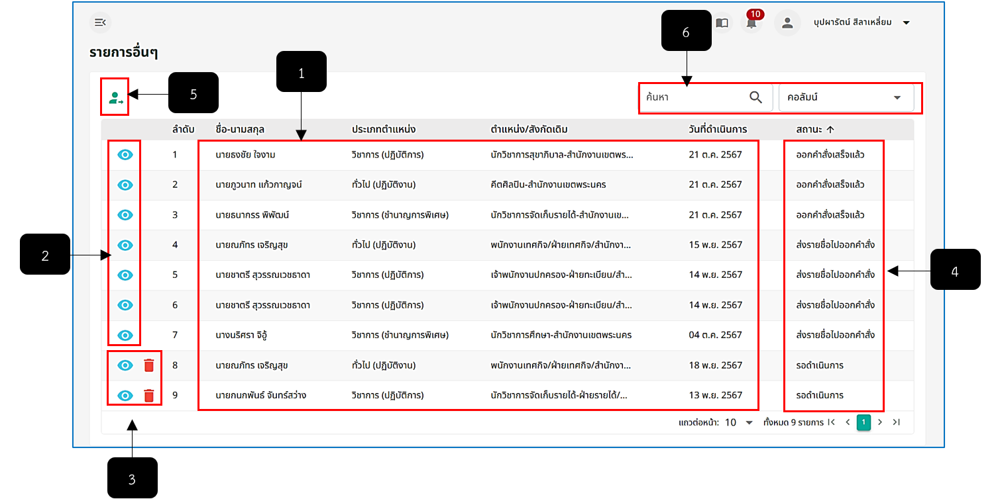 6
10
บุปผารัตน์ สีลาเหลี่ยม
รายการอื่นๆ
1
5
ค้นหา
คอลัมน์
ลำดับ ชื่อ-นามสกุล ประเภทตำแหน่ง ตำแหน่ง/สังกัดเดิม วันที่ดำเนินการ สถานะ
1 นายธงชัย ใจงาม วิชาการ (ปฏิบัติการ) นักวิชาการสุขาภิบาล-สำนักงานเขตพร... 21 ต.ค. 2567 ออกคำสั่งเสร็จแล้ว
2 นายภูวนาท แก้วกาญจน์ ทั่วไป (ปฏิบัติงาน) คีตศิลปิน-สำนักงานเขตพระนคร 21 ต.ค. 2567 ออกคำสั่งเสร็จแล้ว
3 นายธนากรร พิพัฒน์ วิชาการ (ชำนาญการพิเศษ) นักวิชาการจัดเก็บรายได้-สำนักงานเข... 21 ต.ค. 2567 ออกคำสั่งเสร็จแล้ว
4 นายณภัทร เจริญสุข ทั่วไป (ปฏิบัติงาน) พนักงานเทศกิจ/ฝ่ายเทศกิจ/สำนักงา... 15 พ.ย. 2567 ส่งรายชื่อไปออกคำสั่ง
2
5 นายชาตรี สุวรรณเวชธาดา วิชาการ (ปฏิบัติการ) เจ้าพนักงานปกครอง-ฝ่ายทะเบียน/สำ... 14 พ.ย. 2567 ส่งรายชื่อไปออกคำสั่ง
4
6 นายชาตรี สุวรรณเวชธาดา วิชาการ (ปฏิบัติการ) เจ้าพนักงานปกครอง-ฝ่ายทะเบียน/สำ... 14 พ.ย. 2567 ส่งรายชื่อไปออกคำสั่ง
7 นางนริศรา จิอู้ วิชาการ (ชำนาญการพิเศษ) นักวิชาการศึกษา-สำนักงานเขตพระนคร 04 ต.ค. 2567 ส่งรายชื่อไปออกคำสั่ง
8 นายณภัทร เจริญสุข ทั่วไป (ปฏิบัติงาน) พนักงานเทศกิจ/ฝ่ายเทศกิจ/สำนักงา... 18 พ.ย. 2567 รอดำเนินการ
9 นายกนกพันธ์ จันทร์สว่าง วิชาการ (ปฏิบัติการ) นักวิชาการจัดเก็บรายได้-ฝ่ายรายได้/... 13 พ.ย. 2567 รอดำเนินการ
แถวต่อหน้า: 10 ทั้งหมด 9 รายการ 1
3